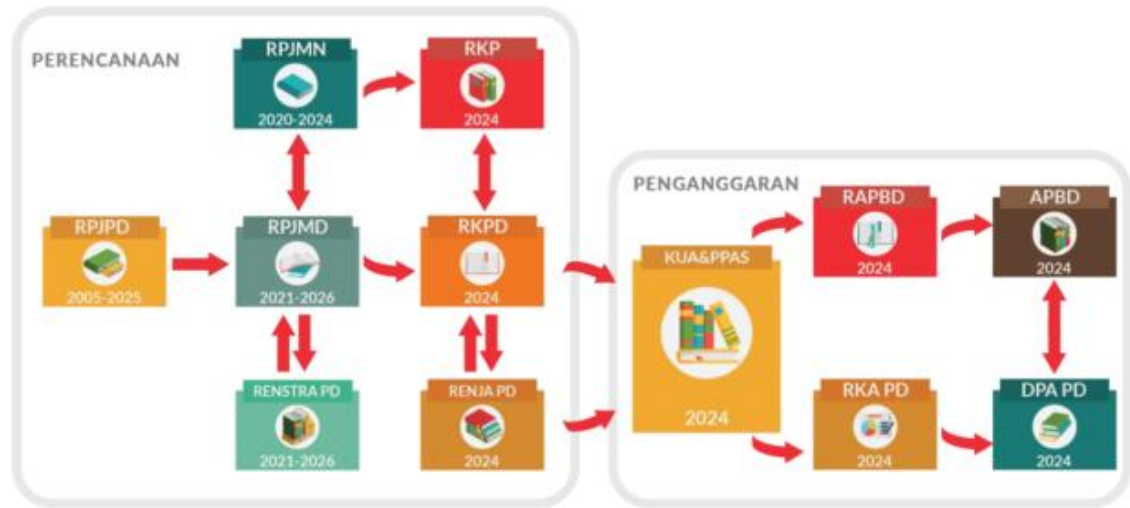 PERENCANAAN
RPJMN
2020-2024
RKP
2024
RPJPD
2005-2025
RPJMD
2021-2026
RKPD
2024
RENSTRA PD
2021-2026
RENJA PD
2024
PENGANGGARAN
KUA&PPAS
2024
RAPBD
2024
APBD
2024
RKA PD
2024
DPA PD
2024